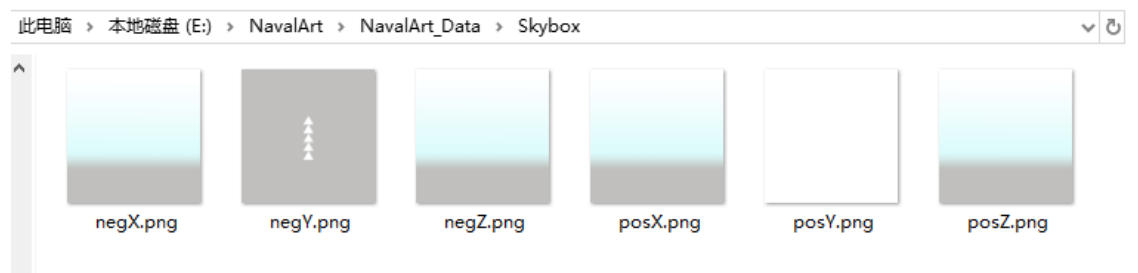 此电脑 › 本地磁盘 (E:) › NavalArt › NavalArt_Data › Skybox
negX.png negY.png negZ.png posX.png posY.png posZ.png